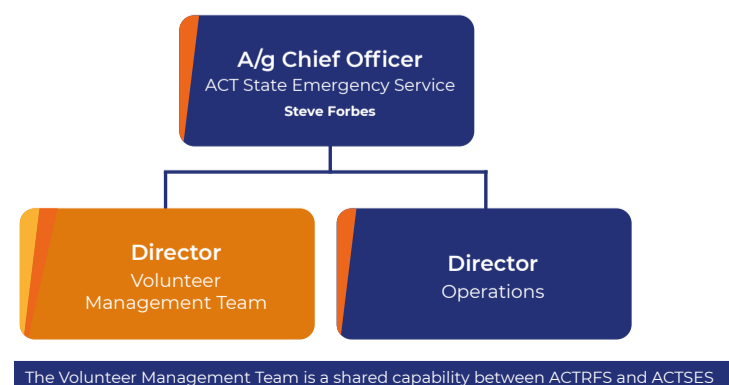 A/g Chief Officer
ACT State Emergency Service
Steve Forbes
Director
Volunteer
Management Team
Director
Operations
The Volunteer Management Team is a shared capability between ACTRFS and ACTSES